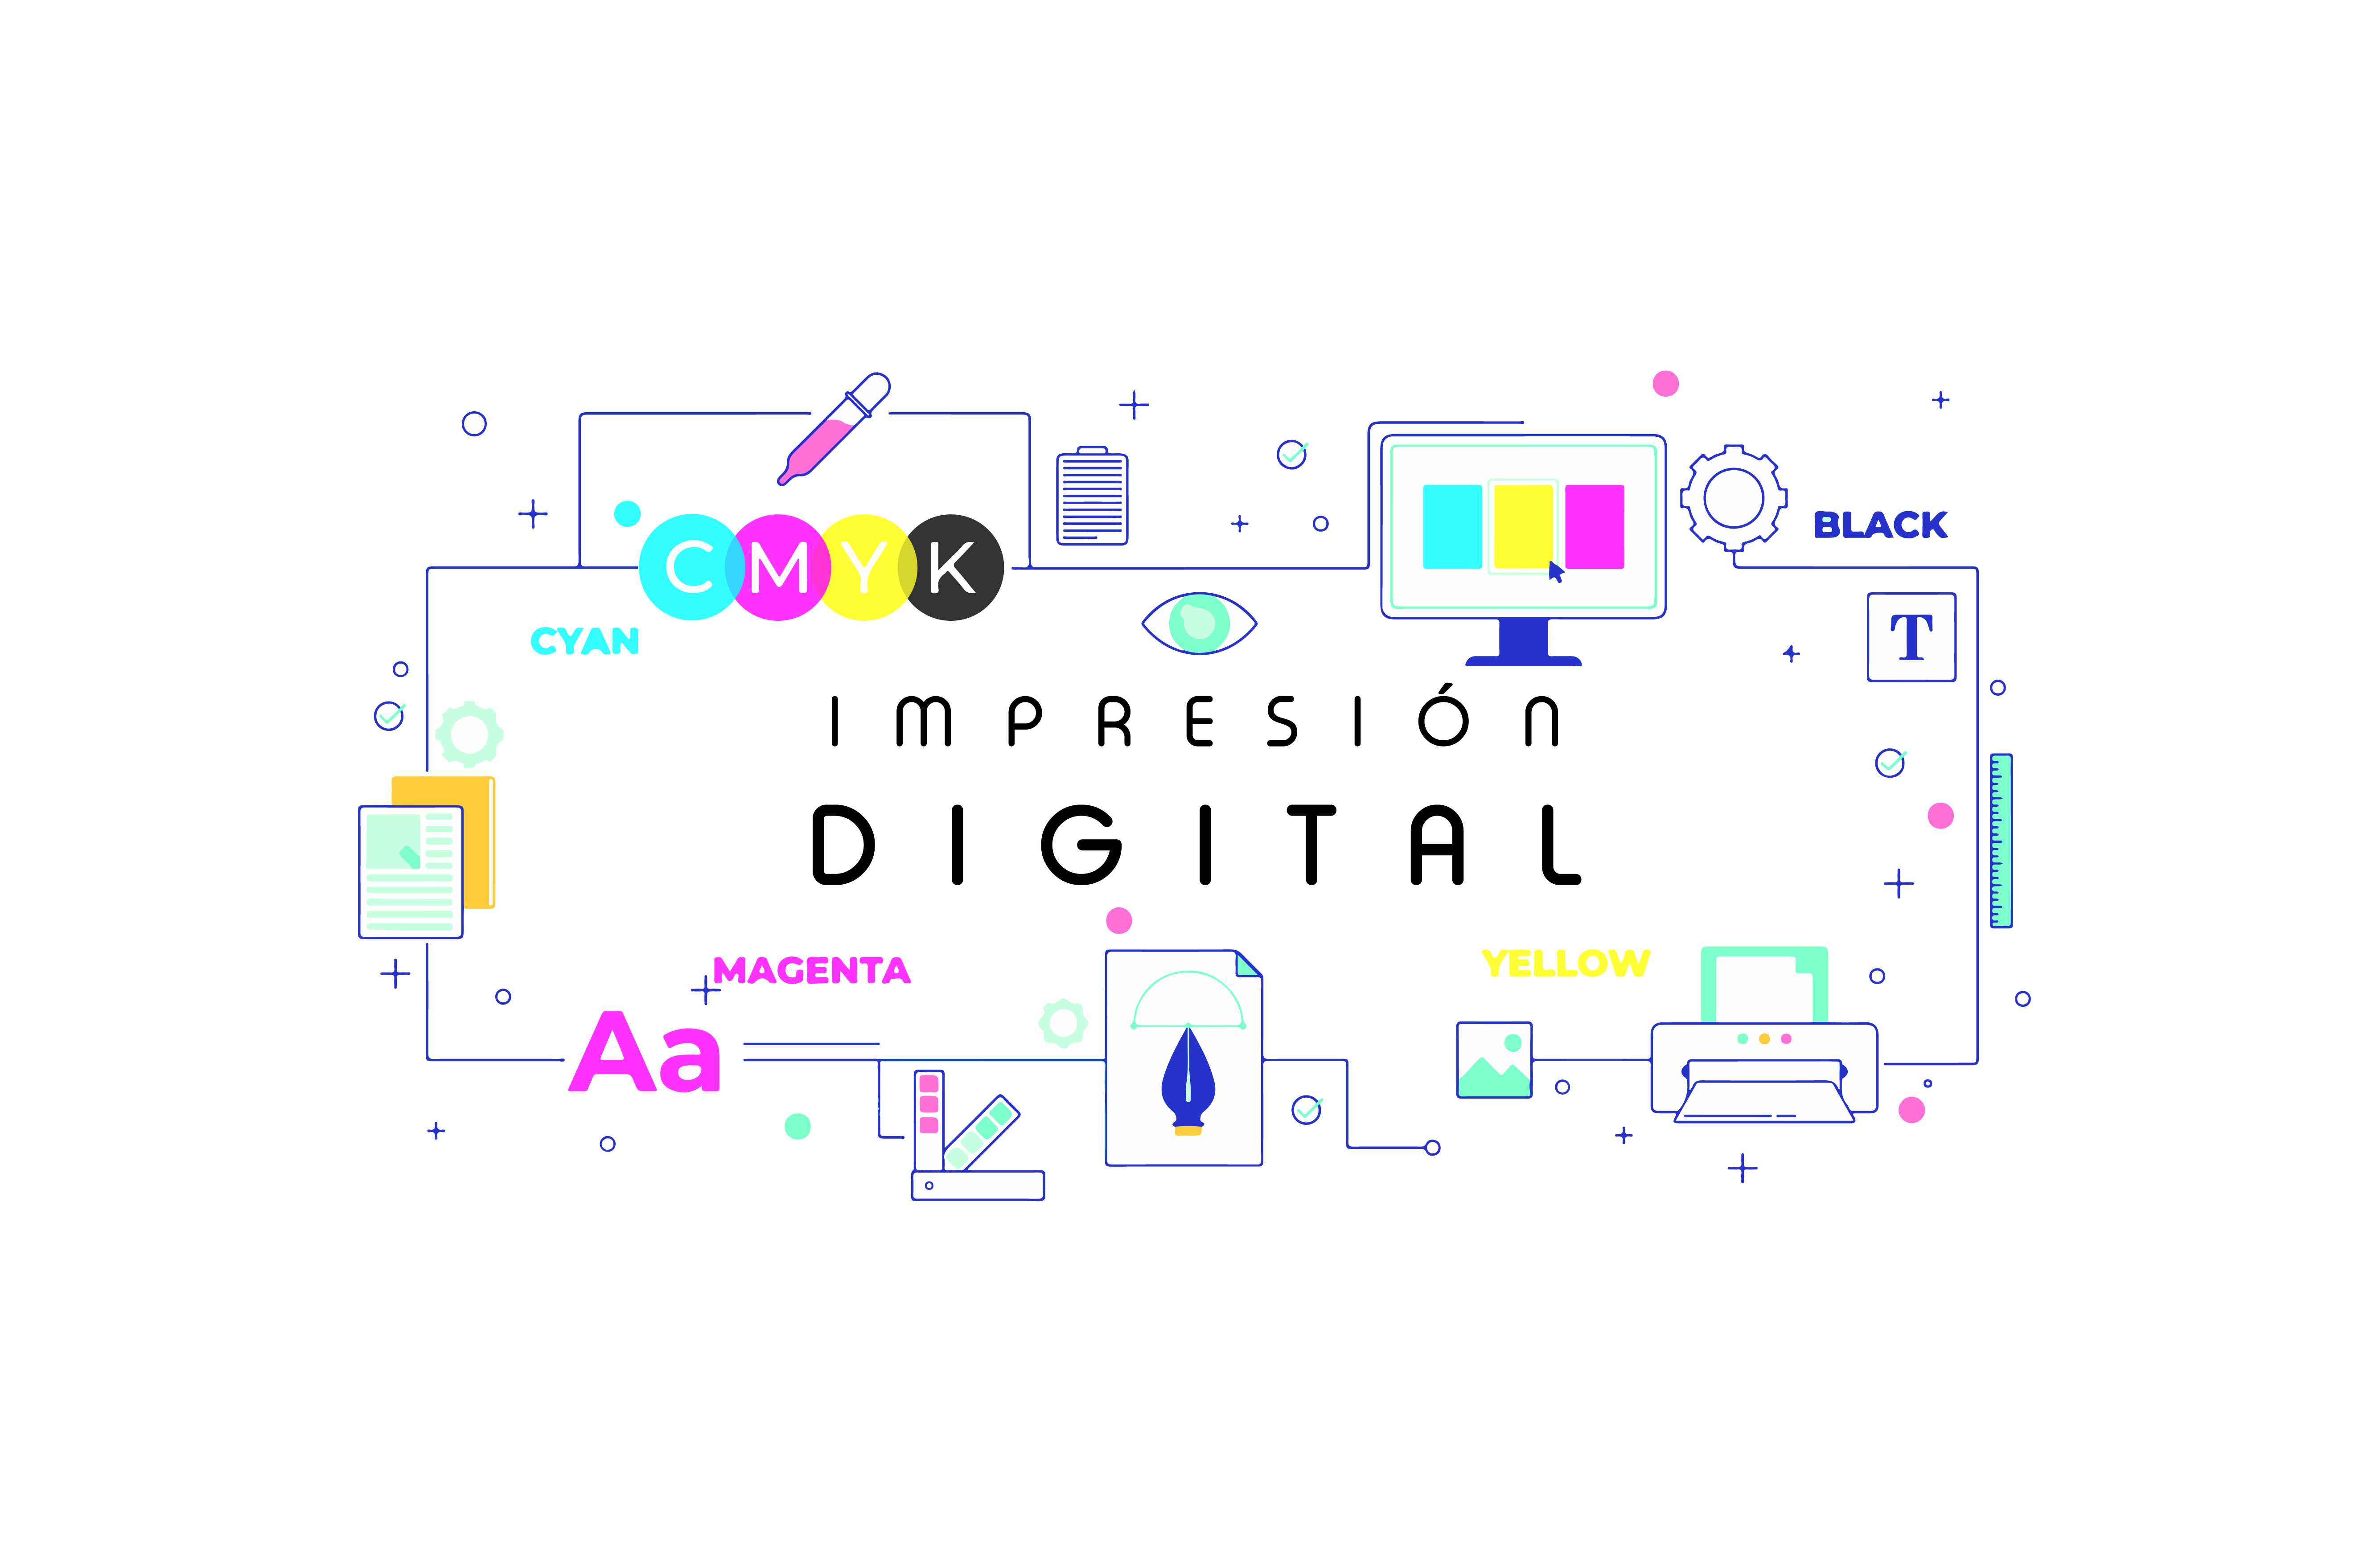 CMYK
BLACK
CYAN
T
IMPRESIÓN
DIGITAL
MAGENTA
YELLOW
Aa